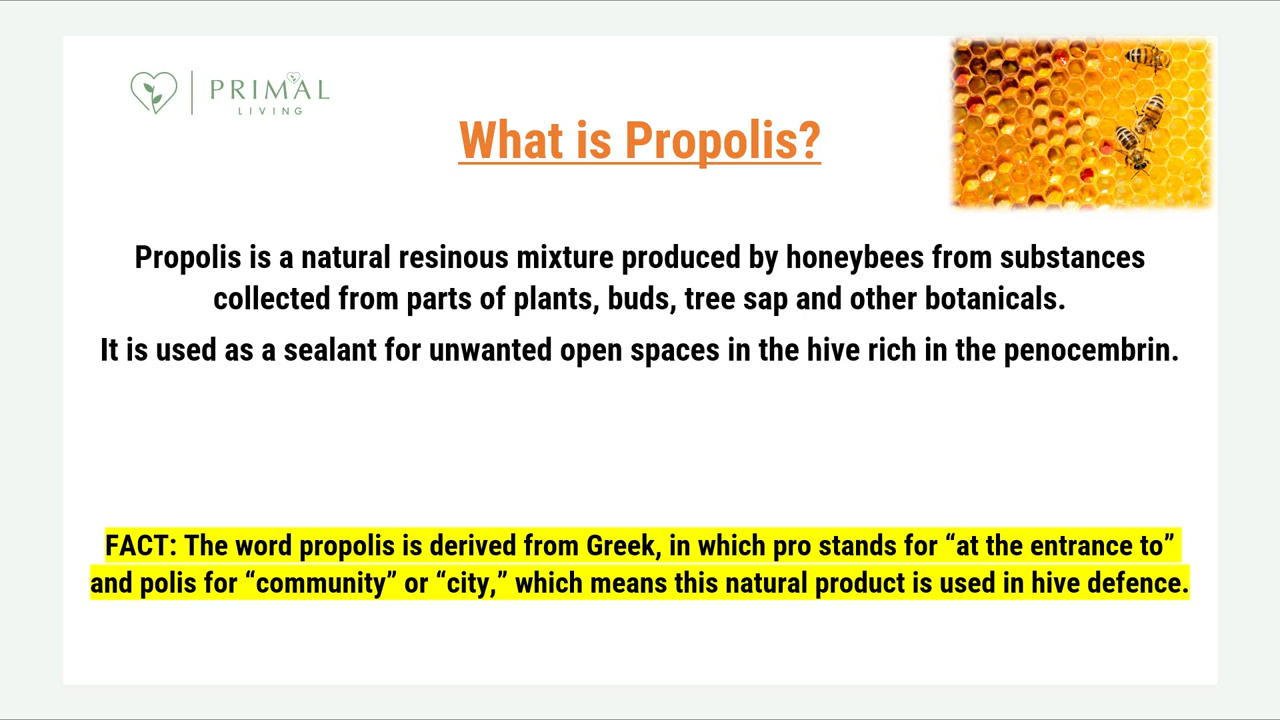 PRIMAL
LIVING
What is Propolis?
Propolis is a natural resinous mixture produced by honeybees from substances
collected from parts of plants, buds, tree sap and other botanicals.
It is used as a sealant for unwanted open spaces in the hive rich in the penocembrin.
FACT: The word propolis is derived from Greek, in which pro stands for “at the entrance to”
and polis for “community” or “city,” which means this natural product is used in hive defence.